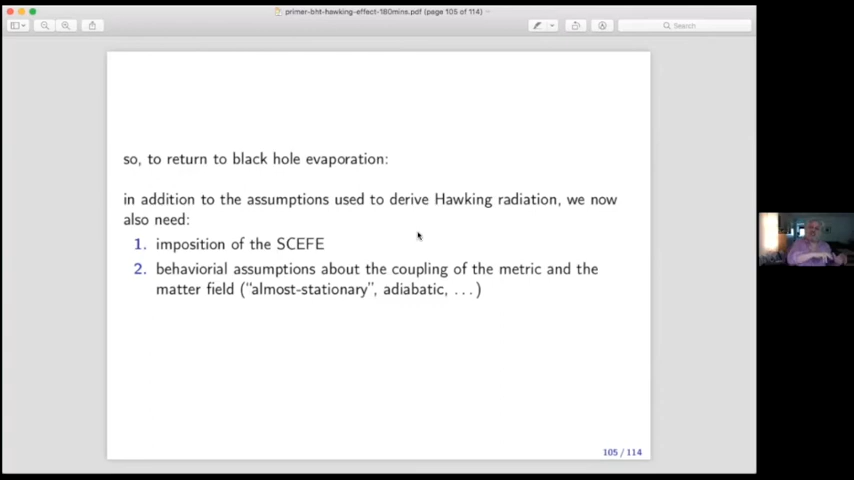 primer-bht-hawking-effect-180mins.pdf (page 105 of 114)
Search
so, to return to black hole evaporation:
in addition to the assumptions used to derive Hawking radiation, we now
also need:
1. imposition of the SCEFE
2. behaviorial assumptions about the coupling of the metric and the
matter field (“almost-stationary”, adiabatic, ...)
105 / 114